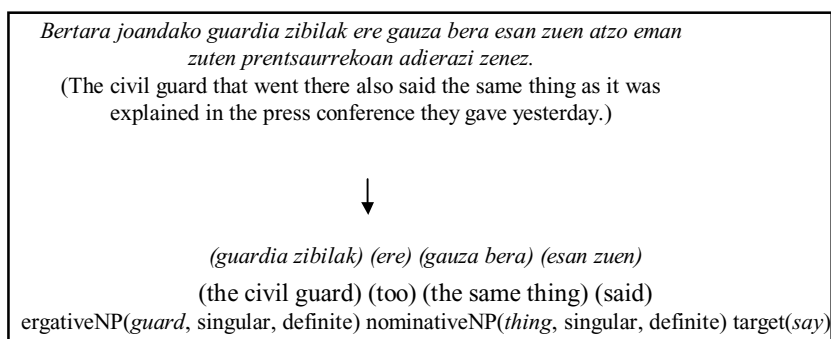 Bertara joandako guardia zibilak ere gauza bera esan zuen atzo eman
zuten prentsaurrekoan adierazi zenez.
(The civil guard that went there also said the same thing as it was
explained in the press conference they gave yesterday.)
(guardia zibilak) (ere) (gauza bera) (esan zuen)
(the civil guard) (too) (the same thing) (said)
ergativeNP(guard, singular, definite) nominativeNP(thing, singular, definite) target(say)